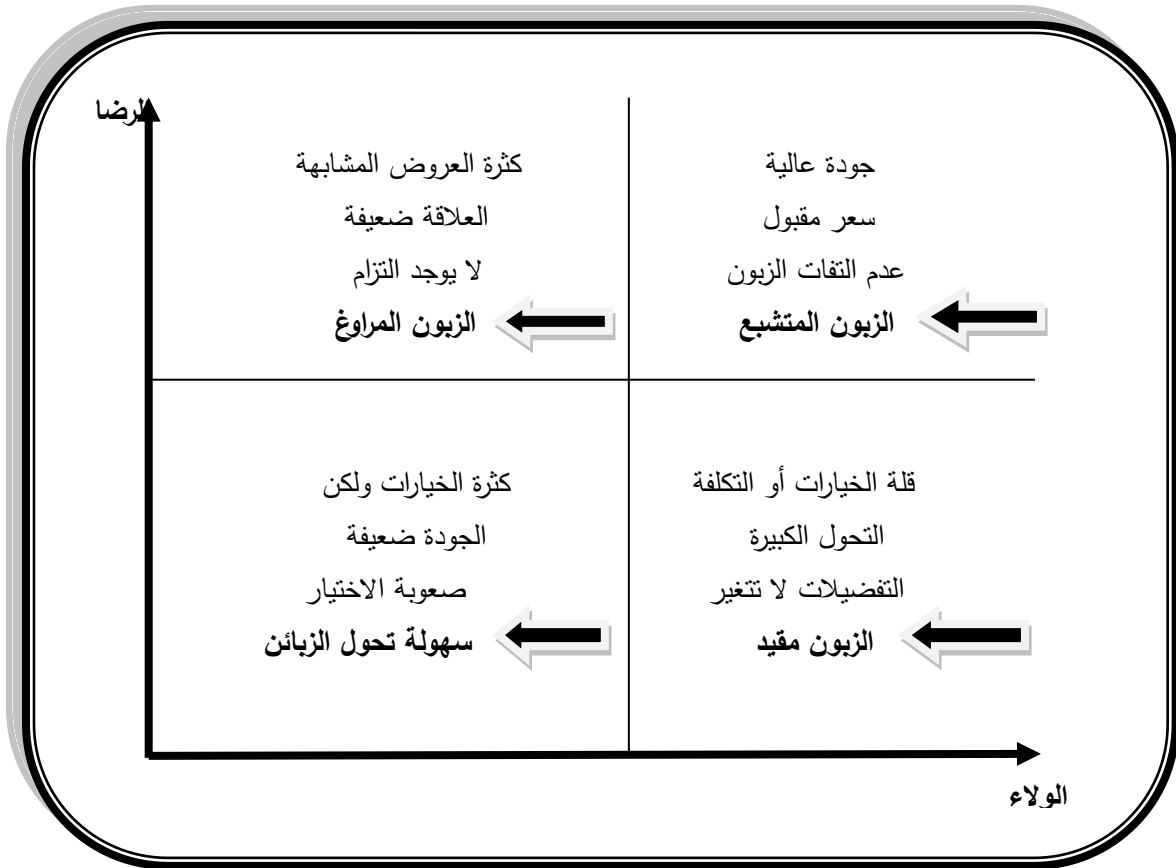 لرضا
جودة عالية
سعر مقبول
عدم التفات الزبون
الزبون المتشبع
كثرة العروض المشابهة
العلاقة ضعيفة
لا يوجد التزام
الزبون المراوغ
قلة الخيارات أو التكلفة
التحول الكبيرة
التفضيلات لا تتغير
الزبون مقيد
كثرة الخيارات ولكن
الجودة ضعيفة
صعوبة الاختيار
سهولة تحول الزبائن
الولاء